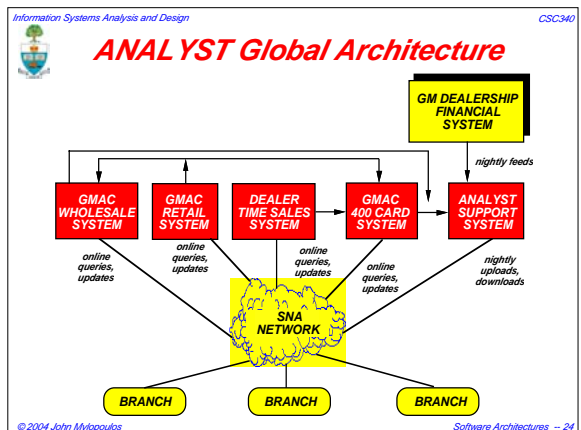 Information Systems Analysis and Design
CSC340
ANALYST Global Architecture
GM DEALERSHIP
FINANCIAL
SYSTEM
nightly feeds
GMAC
WHOLESALE
SYSTEM
GMAC
RETAIL
SYSTEM
DEALER
TIME SALES
SYSTEM
GMAC
400 CARD
SYSTEM
ANALYST
SUPPORT
SYSTEM
online
queries,
updates
online
queries,
updates
online
queries,
updates
online
queries,
updates
nightly
uploads,
downloads
SNA
NETWORK
BRANCH
BRANCH
BRANCH
© 2004 John Mylopoulos
Software Architectures -- 24